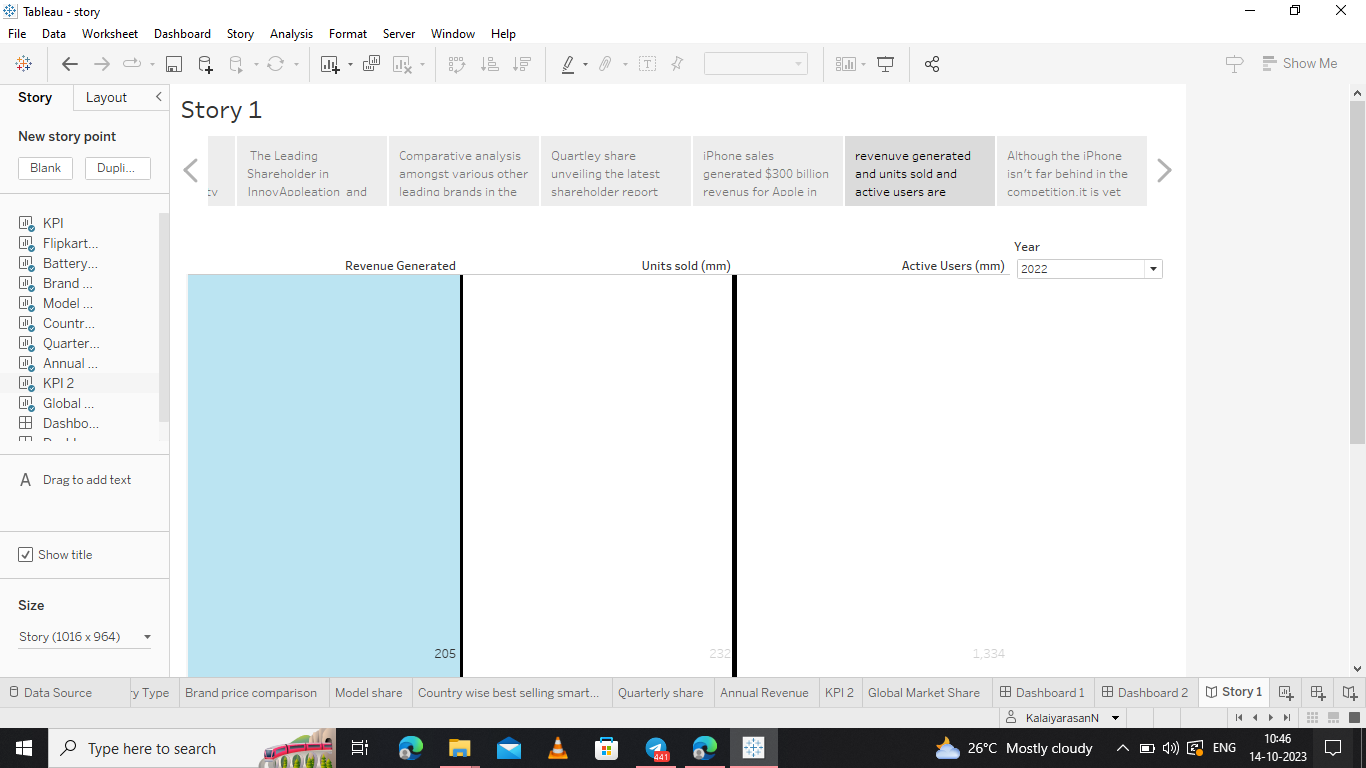 Tableau - story
File Data Worksheet Dashboard Story Analysis Format Server Window Help
Show Me
Story Layout
New story point
Blank Dupli...
KPI
Flipkart...
Battery...
Brand ...
Model ...
Countr...
Quarter...
Annual ...
KPI 2
Global ...
Dashbo...
A Drag to add text
Show title
Size
Story (1016 x 964)
Story 1
The Leading
Shareholder in
InnovAppleation and
Comparative analysis
amongst various other
leading brands in the
Quartley share
unveiling the latest
shareholder report
iPhone sales
generated $300 billion
revenus for Apple in
revenuve generated
and units sold and
active users are
Although the iPhone
isn't far behind in the
competition,it is yet
Year
2022
Revenue Generated Units sold (mm) Active Users (mm)
205 232 1,334
Data Source ry Type Brand price comparison Model share Country wise best selling smart... Quarterly share Annual Revenue KPI 2 Global Market Share Dashboard 1 Dashboard 2 Story 1
KalaiyarasanN
Type here to search
441
26°C Mostly cloudy
ENG
10:46
14-10-2023